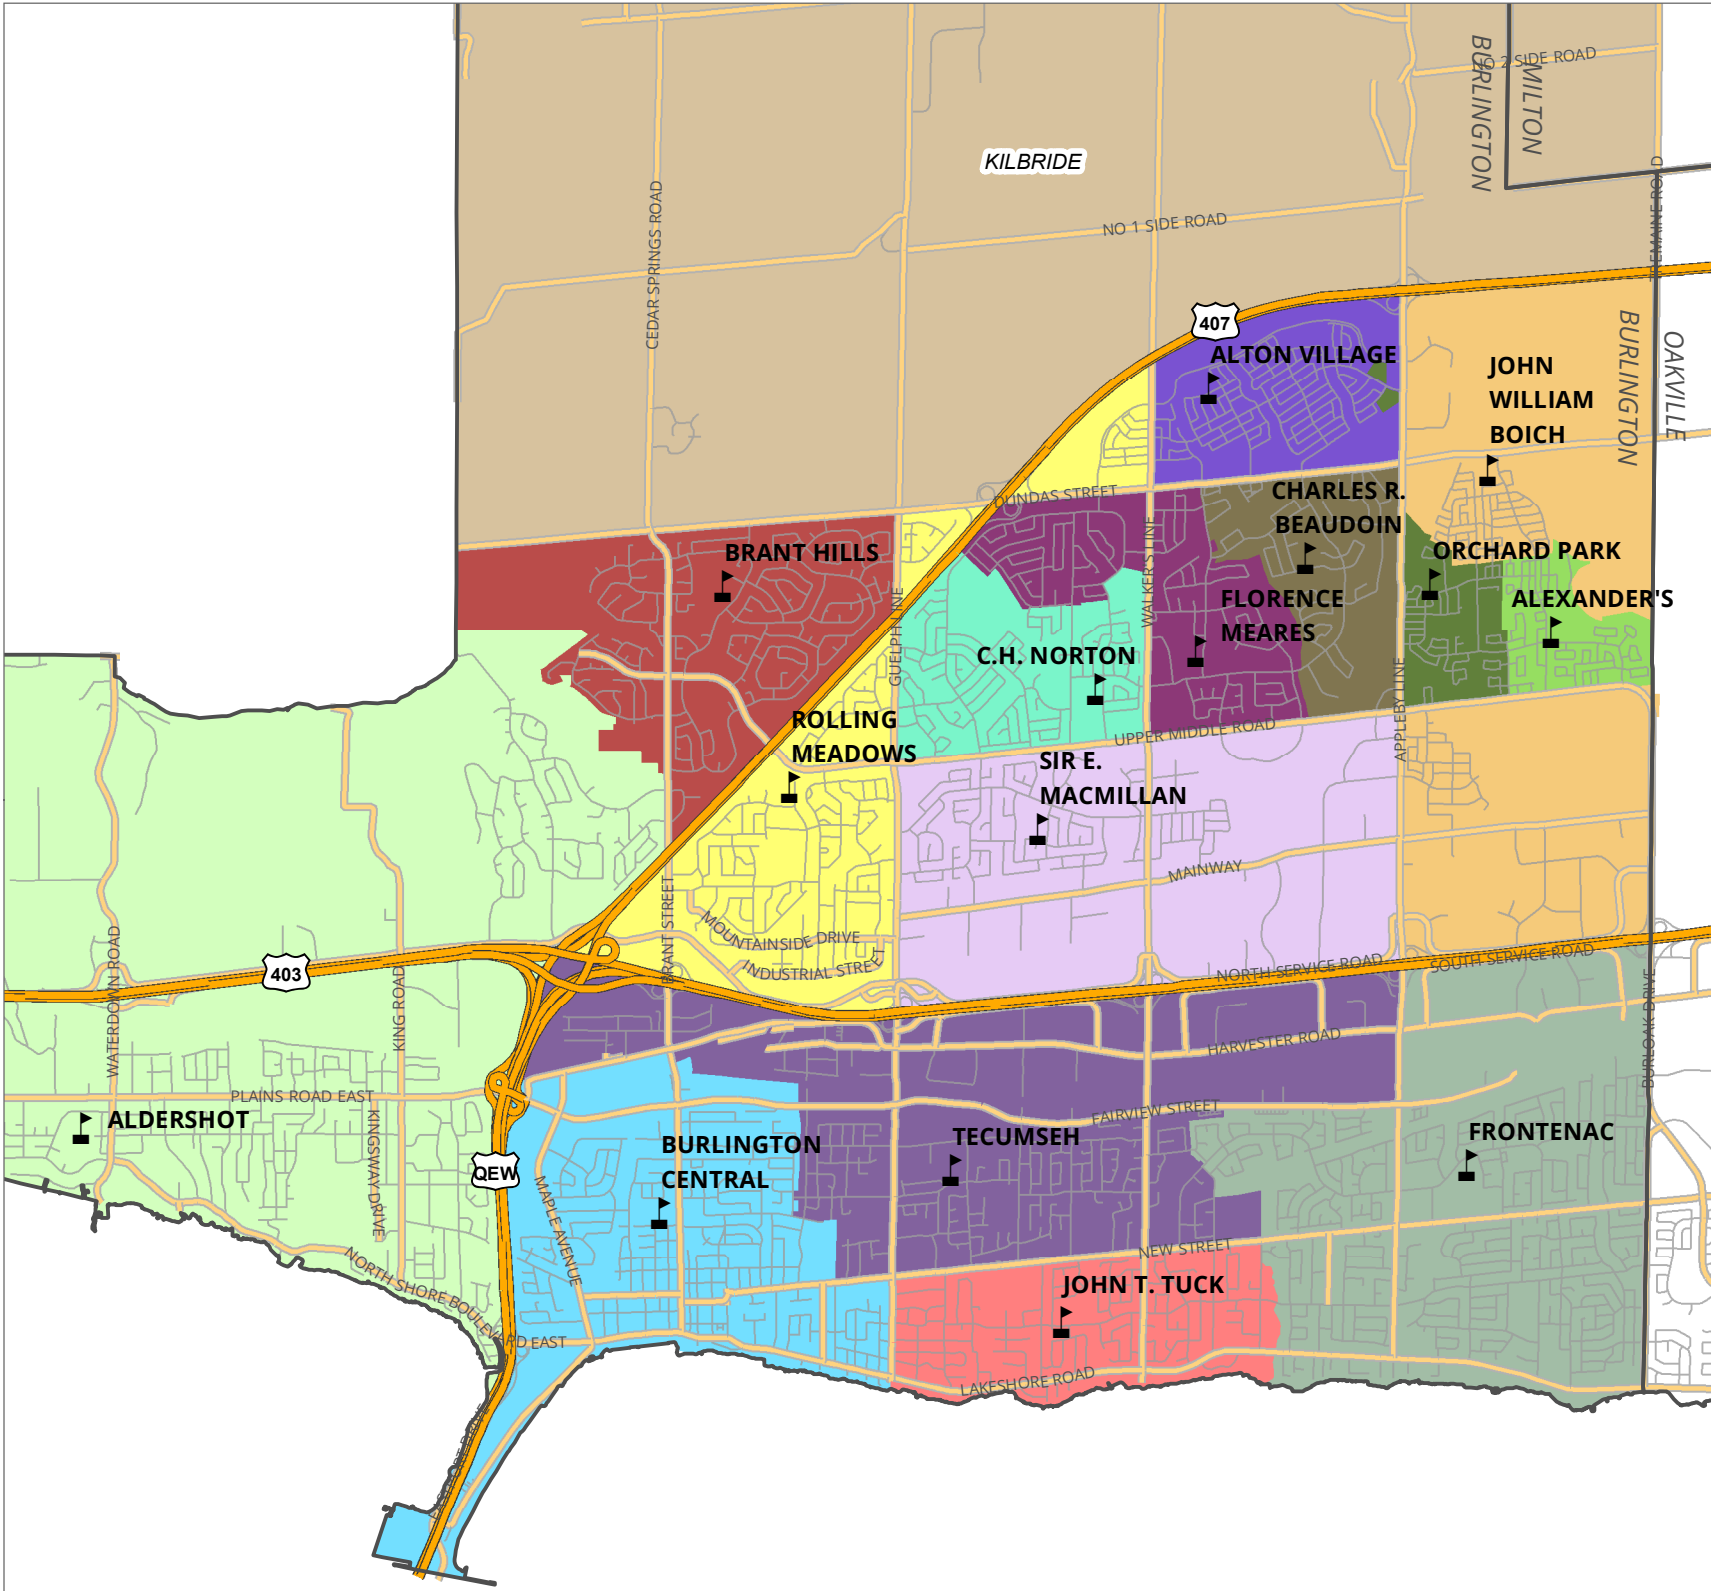 NO 2 SIDE ROAD
BURLINGTON
MILTON
KILBRIDE
CEDAR SPRINGS ROAD
NO 1 SIDE ROAD
TREMAINE ROAD
407
ALTON VILLAGE
BURLINGTON
OAKVILLE
JOHN
WILLIAM
BOICH
DUNDAS STREET
CHARLES R.
BEAUDOIN
BRANT HILLS
ORCHARD PARK
WALKER'S LINE
GUELPH LINE
FLORENCE
MEARES
ALEXANDER'S
C.H. NORTON
ROLLING
MEADOWS
UPPER MIDDLE ROAD
APPLEBY LINE
SIR E.
MACMILLAN
MAINWAY
BRANT STREET
MOUNTAINSIDE DRIVE
INDUSTRIAL STREET
NORTH SERVICE ROAD
SOUTH SERVICE ROAD
403
WATERDOWN ROAD
KING ROAD
BURLOAK DRIVE
HARVESTER ROAD
PLAINS ROAD EAST
ALDERSHOT
KINGSWAY DRIVE
FAIRVIEW STREET
BURLINGTON
CENTRAL
TECUMSEH
FRONTENAC
QEW
MAPLE AVENUE
NEW STREET
NORTH SHORE BOULEVARD EAST
JOHN T. TUCK
LAKESHORE ROAD